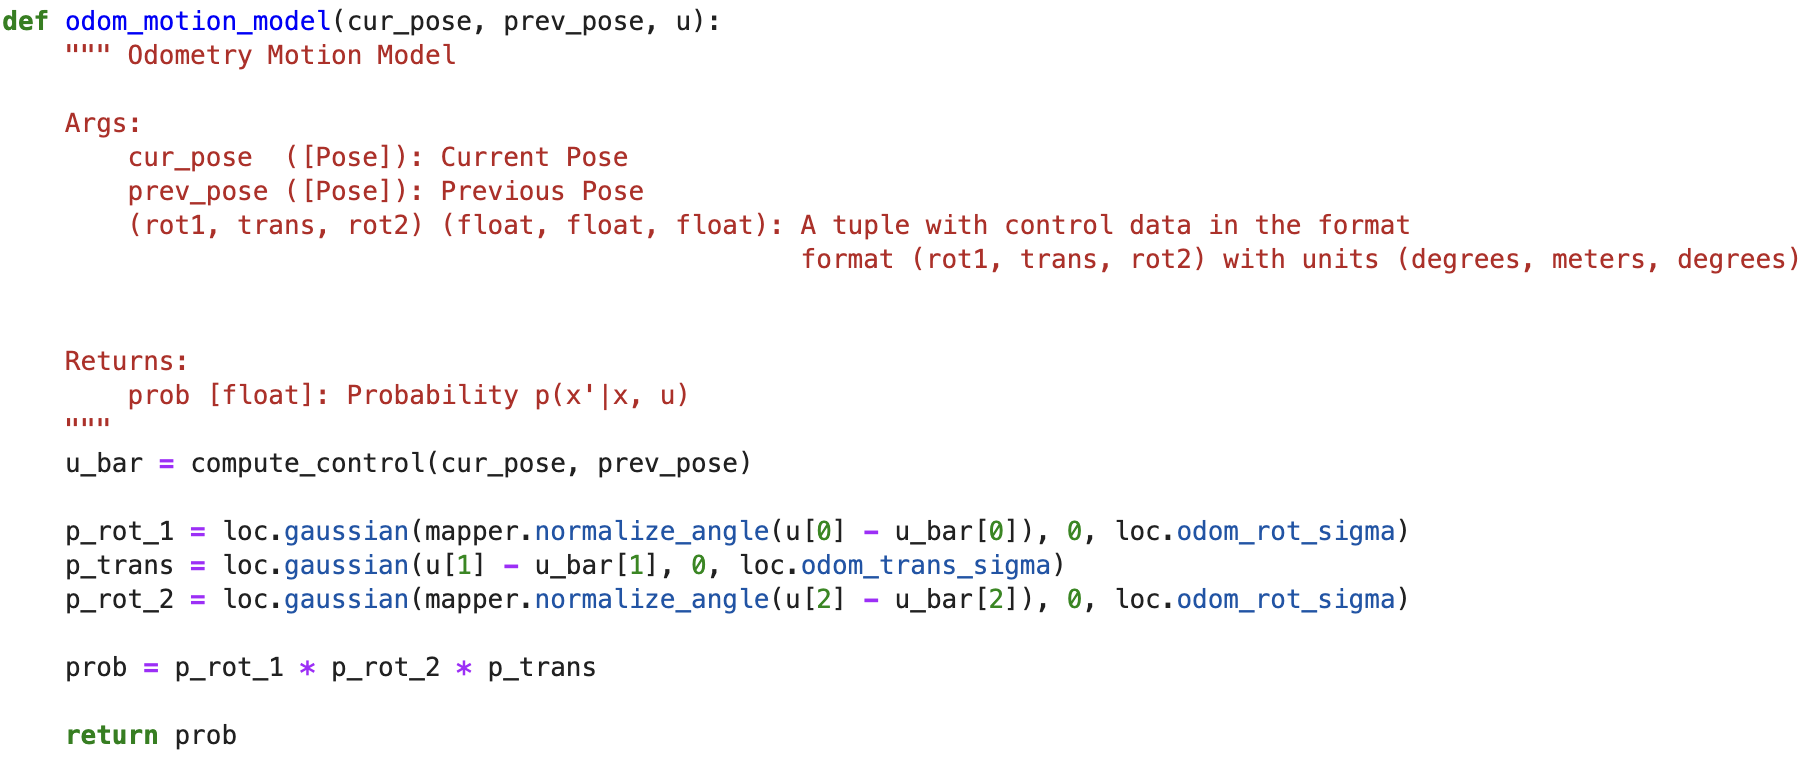 def odom_motion_model(cur_pose, prev_pose, u):
    """ Odometry Motion Model
    Args:
        cur_pose  ([Pose]): Current Pose
        prev_pose ([Pose]): Previous Pose
        (rot1, trans, rot2) (float, float, float): A tuple with control data in the format
                                                   format (rot1, trans, rot2) with units (degrees, meters, degrees)
    Returns:
        prob [float]: Probability p(x'|x, u)
    """
    u_bar = compute_control(cur_pose, prev_pose)
    p_rot_1 = loc.gaussian(mapper.normalize_angle(u[0] - u_bar[0]), 0, loc.odom_rot_sigma)
    p_trans = loc.gaussian(u[1] - u_bar[1], 0, loc.odom_trans_sigma)
    p_rot_2 = loc.gaussian(mapper.normalize_angle(u[2] - u_bar[2]), 0, loc.odom_rot_sigma)
    prob = p_rot_1 * p_rot_2 * p_trans
    return prob